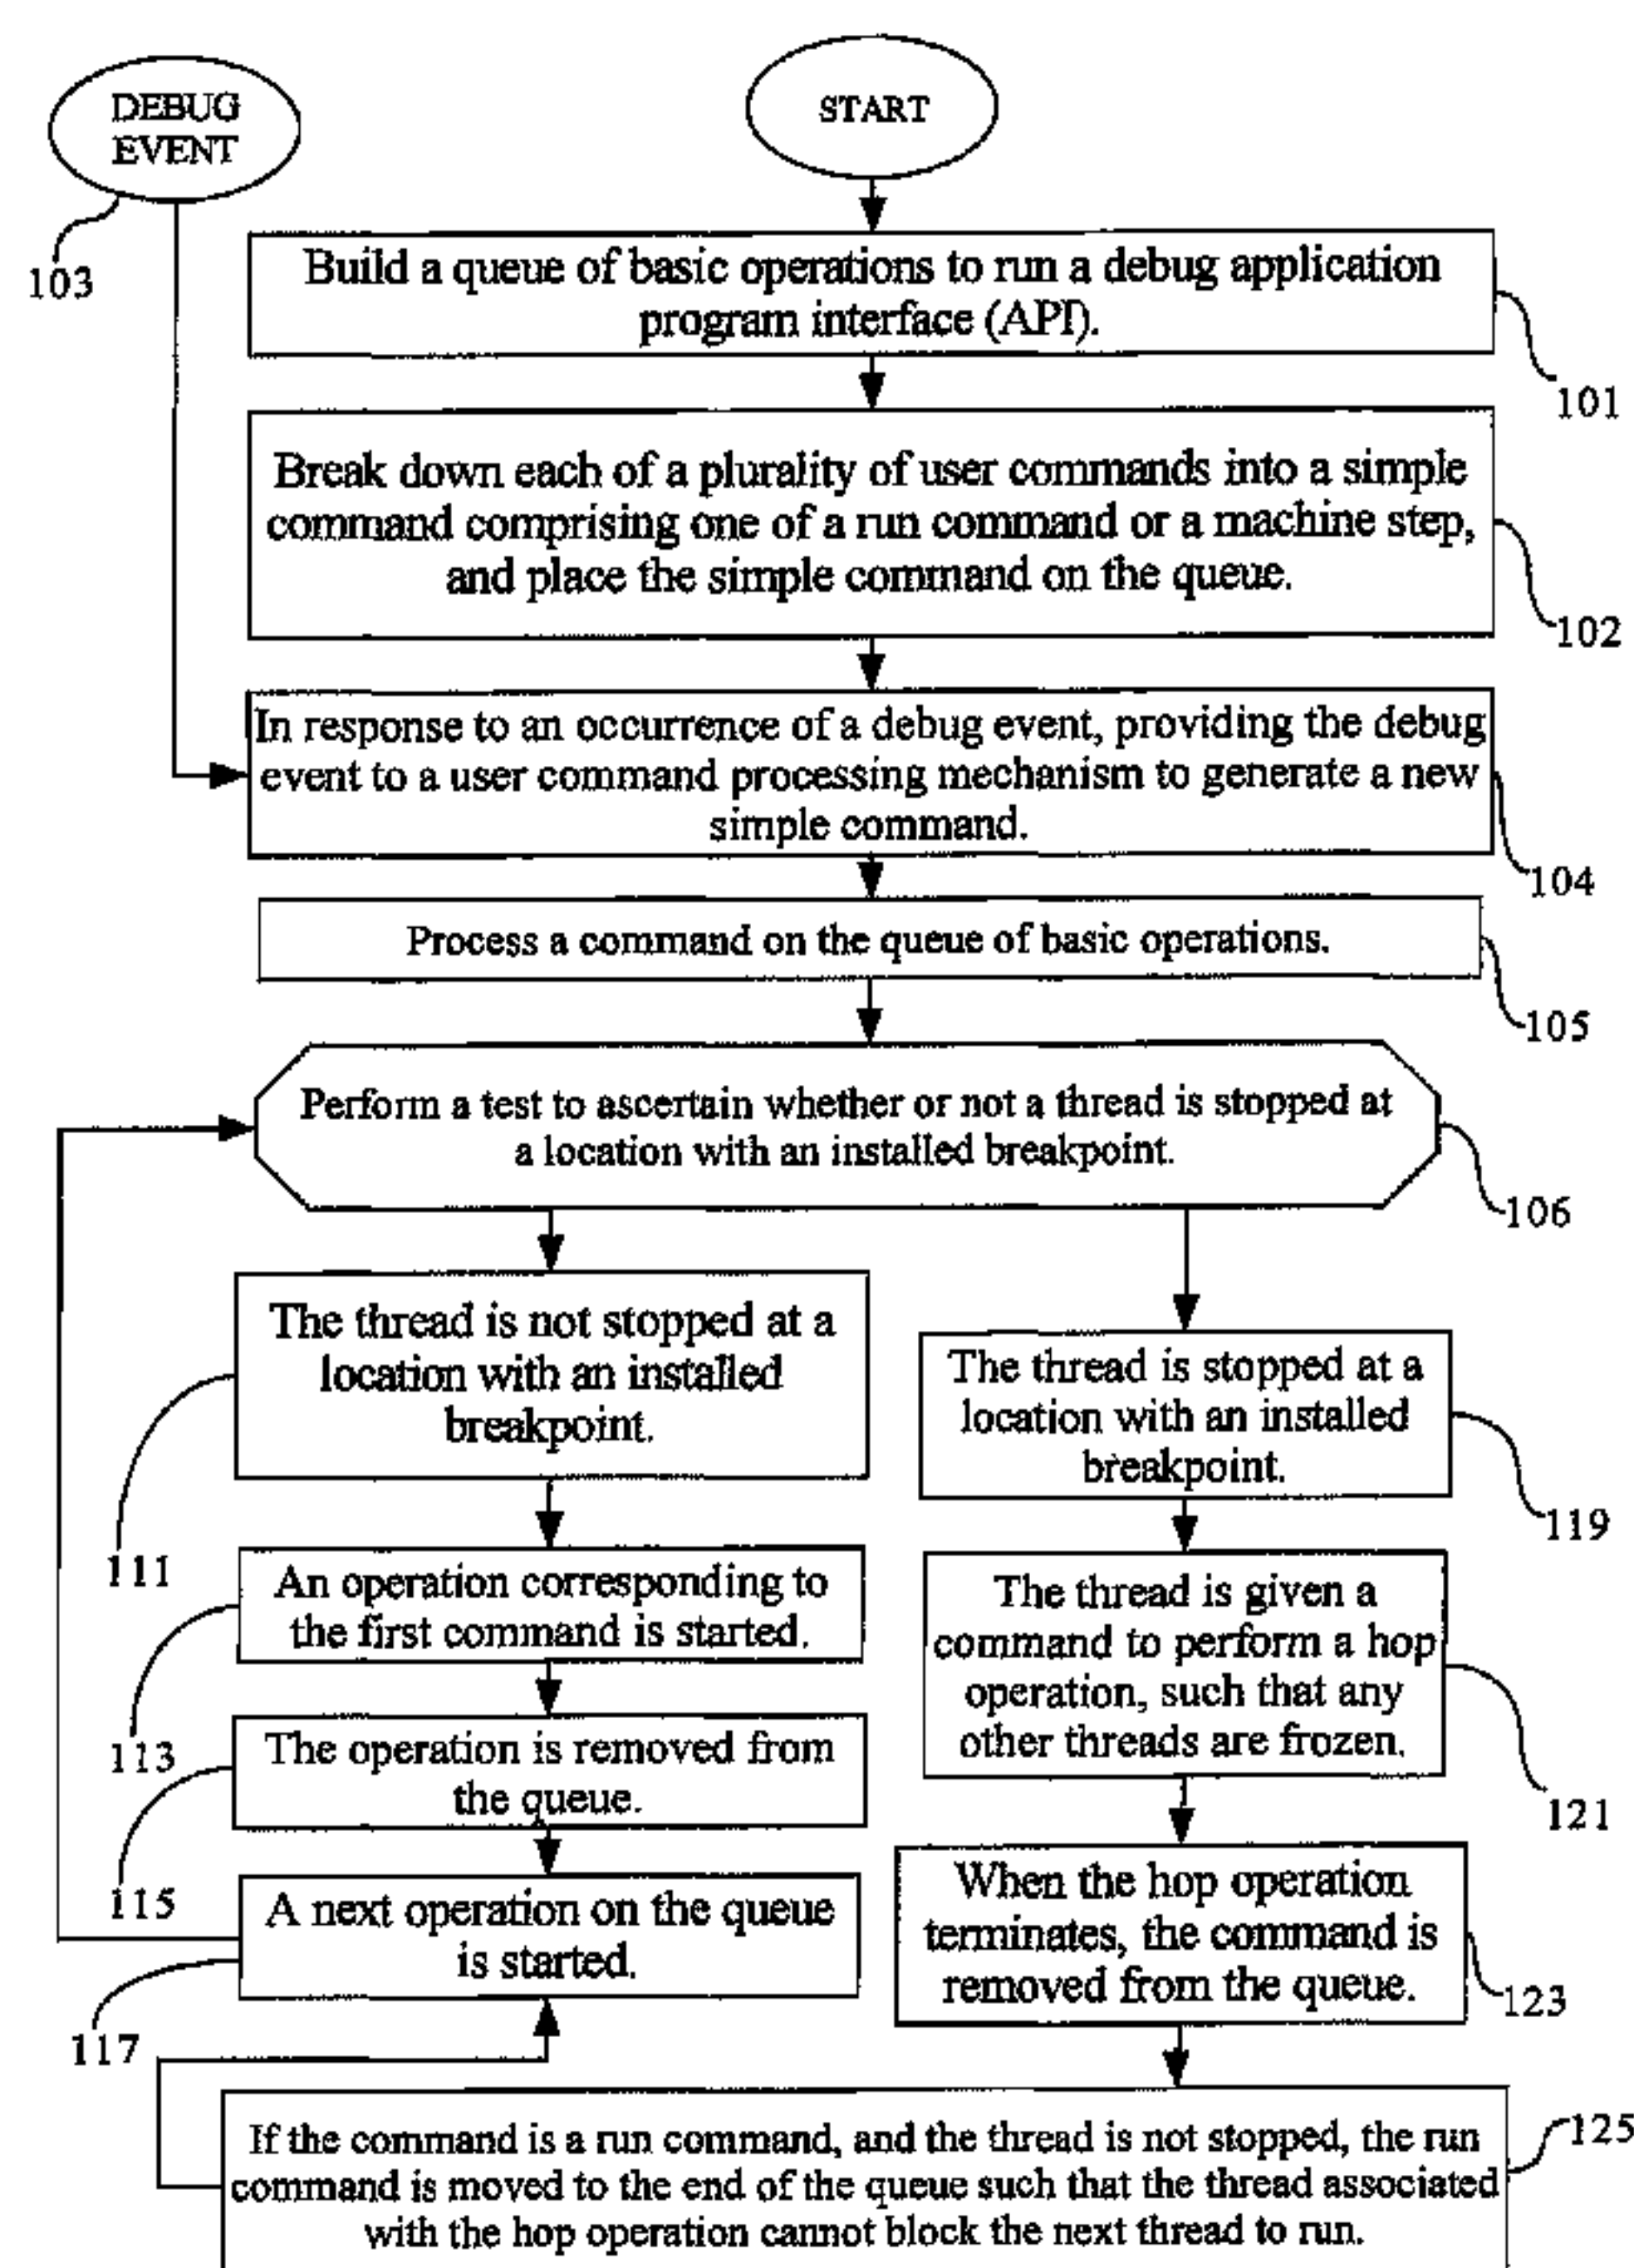 DEBUG
EVENT
START
103
Build a queue of basic operations to run a debug application
program interface (API).
101
Break down each of a plurality of user commands into a simple
command comprising one of a run command or a machine step,
and place the simple command on the queue.
102
In response to an occurrence of a debug event, providing the debug
event to a user command processing mechanism to generate a new
simple command.
104
Process a command on the queue of basic operations.
105
Perform a test to ascertain whether or not a thread is stopped at
a location with an installed breakpoint.
106
The thread is not stopped at a
location with an installed
breakpoint.
111
An operation corresponding to
the first command is started.
113
The operation is removed from
the queue.
115
A next operation on the queue
is started.
117
The thread is stopped at a
location with an installed
breakpoint.
119
The thread is given a
command to perform a hop
operation, such that any
other threads are frozen.
121
When the hop operation
terminates, the command is
removed from the queue.
123
If the command is a run command, and the thread is not stopped, the run
command is moved to the end of the queue such that the thread associated
with the hop operation cannot block the next thread to run.
125